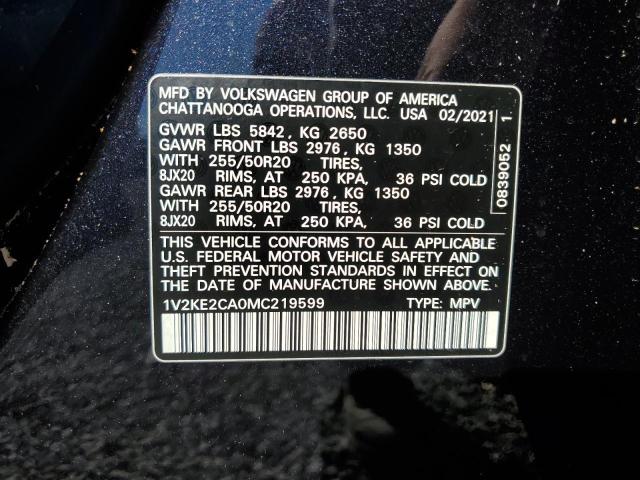 MFD BY VOLKSWAGEN GROUP OF AMERICA
CHATTANOOGA OPERATIONS, LLC. USA 02/2021
GVWR LBS 5842, KG 2650
GAWR FRONT LBS 2976, KG 1350
WITH 255/50R20 TIRES,
8JX20 RIMS, AT 250 KPA, 36 PSI COLD
GAWR REAR LBS 2976, KG 1350
WITH 255/50R20 TIRES,
8JX20 RIMS, AT 250 KPA, 36 PSI COLD
THIS VEHICLE CONFORMS TO ALL APPLICABLE
U.S. FEDERAL MOTOR VEHICLE SAFETY AND
THEFT PREVENTION STANDARDS IN EFFECT ON
THE DATE OF MANUFACTURE SHOWN ABOVE.
1V2KE2CA0MC219599 TYPE: MPV
0839052 1